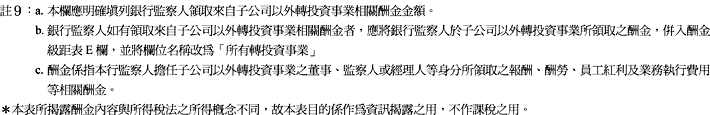 註9：a. 本欄應明確填列銀行監察人領取來自子公司以外轉投資事業相關酬金金額。
b. 銀行監察人如有領取來自子公司以外轉投資事業相關酬金者，應將銀行監察人於子公司以外轉投資事業所領取之酬金，併入酬金
級距表E欄，並將欄位名稱改為「所有轉投資事業」
c. 酬金係指本行監察人擔任子公司以外轉投資事業之董事、監察人或經理人等身分所領取之報酬、酬勞、員工紅利及業務執行費用
等相關酬金。
＊本表所揭露酬金內容與所得稅法之所得概念不同，故本表目的係作為資訊揭露之用，不作課稅之用。